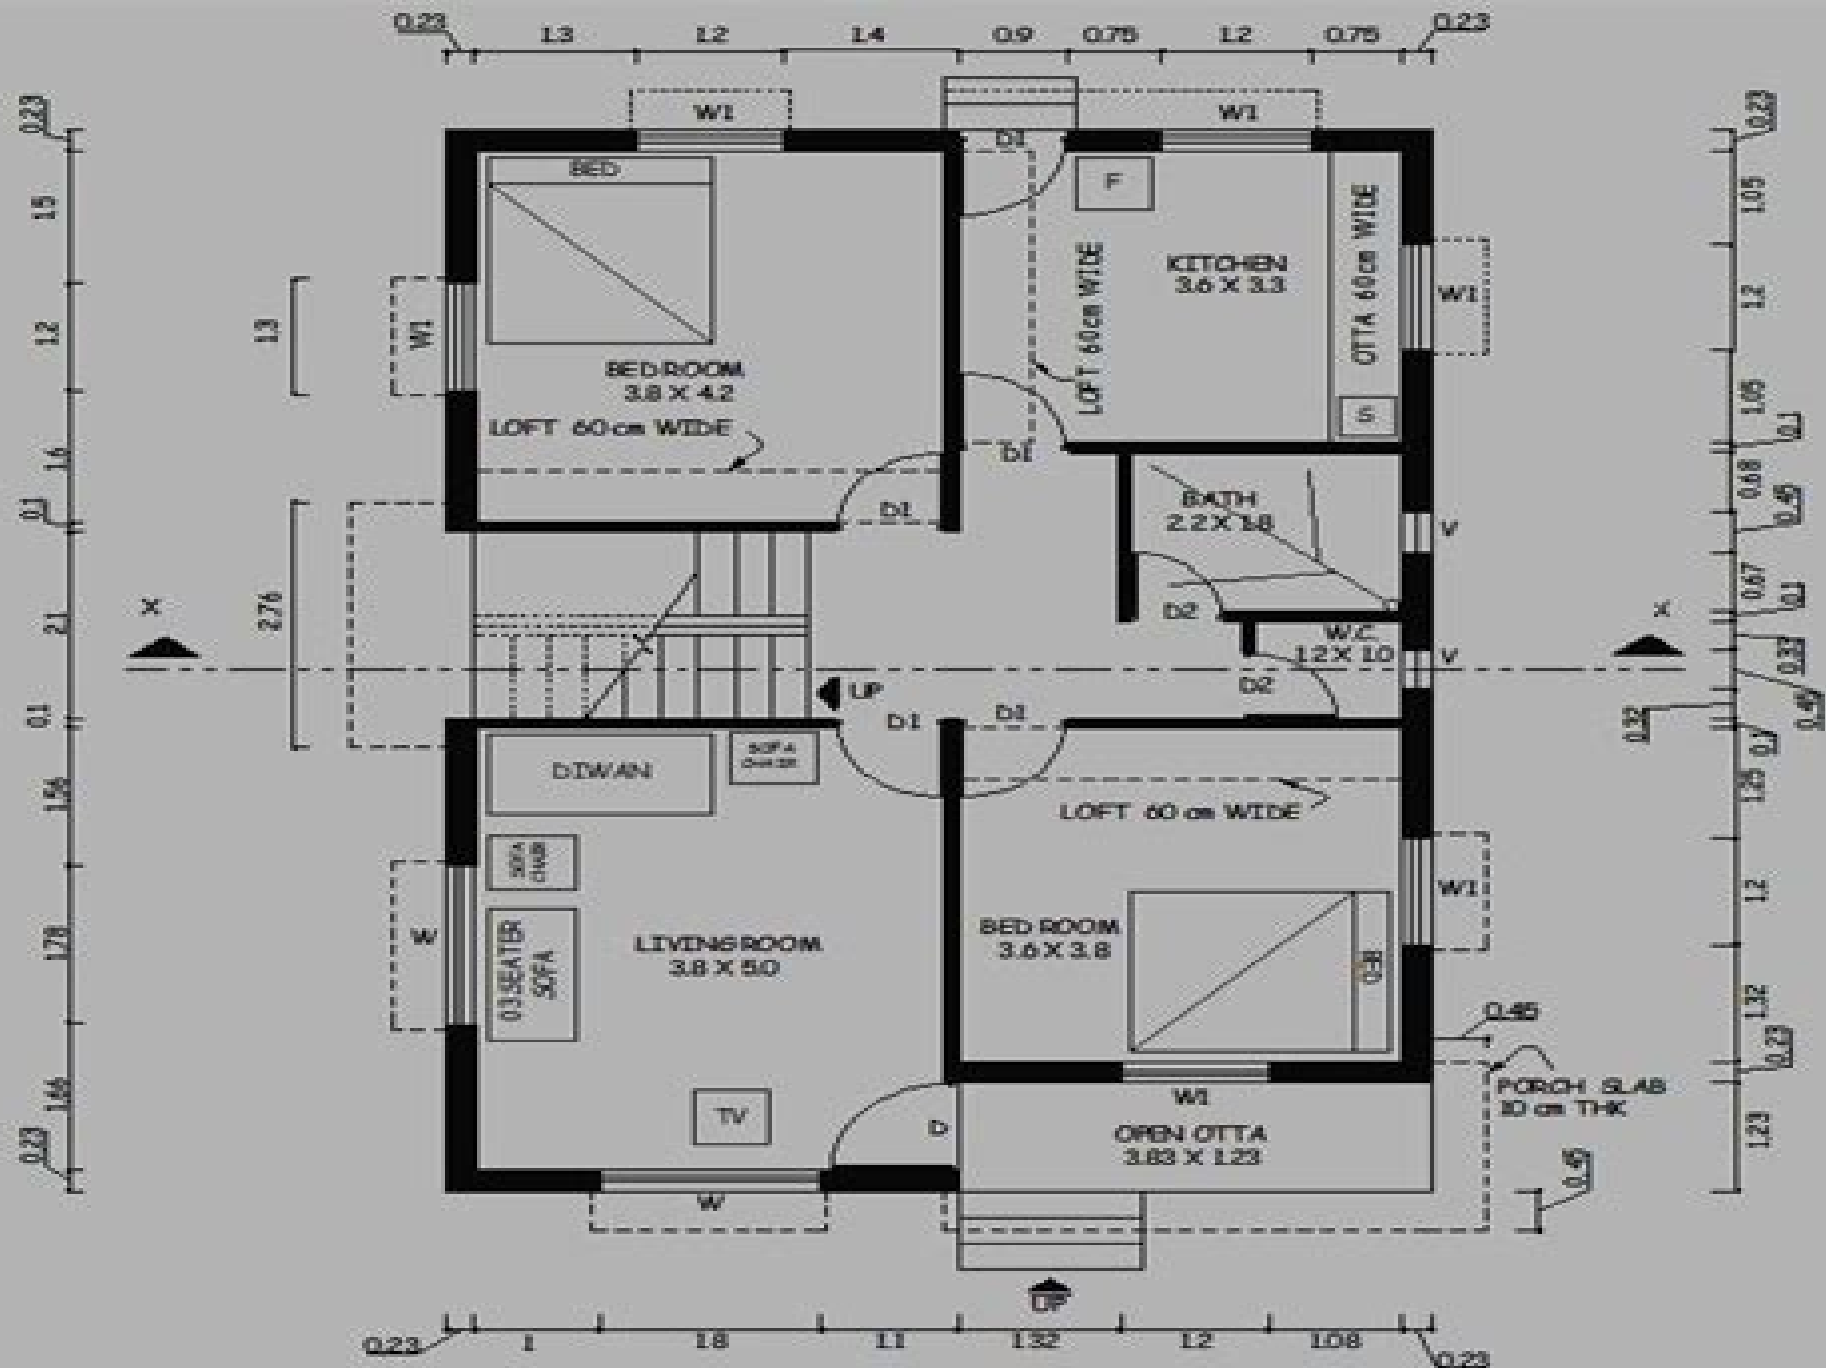 0.23 1.3 1.2 1.4 0.9 0.75 1.2 0.75 0.23
W1
W1
D1
BED
F
OTTA 60cm WIDE
LOFT 60cm WIDE
KITCHEN
3.6 X 3.3
W1
W1
S
BEDROOM
3.8 X 4.2
LOFT 60 cm WIDE
D1
D1
BATH
2.2 X 1.8
V
D2
W.C.
1.2 X 1.0
V
D2
X
X
UP
D1
D1
DIWAN
SOFA
CHAIR
LOFT 60 cm WIDE
SOFA
CHAIR
W
03 SEATER
SOFA
LIVING ROOM
3.8 X 5.0
BED ROOM
3.6 X 3.8
W1
TV
D
W1
OPEN OTTA
3.83 X 1.23
PORCH SLAB
10 cm THK
W
UP
0.23 1 1.8 1.1 1.32 1.2 1.08 0.23
0.23
1.5
1.2
1.6
0.1
2.1
0.1
1.56
1.78
1.66
0.23
1.3
2.76
0.23
1.05
1.2
1.05
0.1
0.68
0.45
0.67
0.1
0.33
0.45
0.32
0.1
1.25
1.2
1.32
0.23
1.23
0.45
0.45